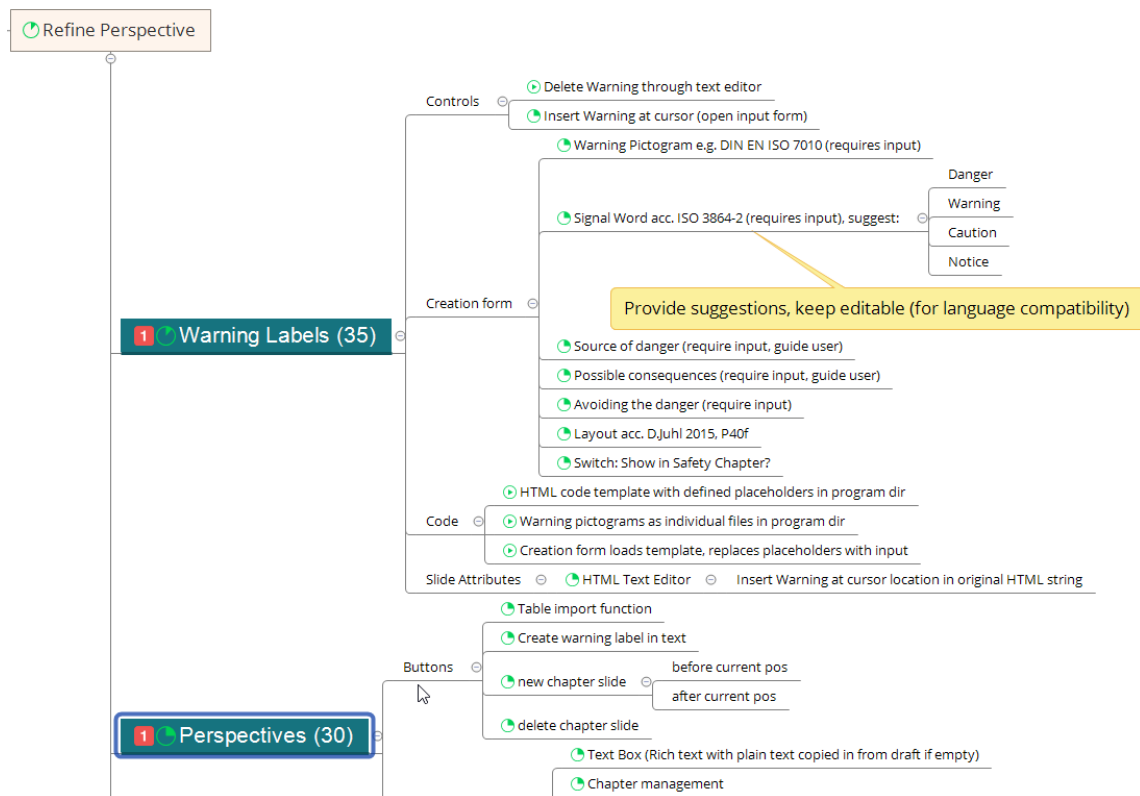 Refine Perspective
Delete Warning through text editor
Controls
Insert Warning at cursor (open input form)
Warning Pictogram e.g. DIN EN ISO 7010 (requires input)
Danger
Warning
Signal Word acc. ISO 3864-2 (requires input), suggest:
Caution
Notice
Creation form
Provide suggestions, keep editable (for language compatibility)
1 Warning Labels (35)
Source of danger (require input, guide user)
Possible consequences (require input, guide user)
Avoiding the danger (require input)
Layout acc. D.Juhl 2015, P40f
Switch: Show in Safety Chapter?
HTML code template with defined placeholders in program dir
Code
Warning pictograms as individual files in program dir
Creation form loads template, replaces placeholders with input
Slide Attributes HTML Text Editor Insert Warning at cursor location in original HTML string
Table import function
Create warning label in text
Buttons
before current pos
new chapter slide
after current pos
delete chapter slide
1 Perspectives (30)
Text Box (Rich text with plain text copied in from draft if empty)
Chapter management